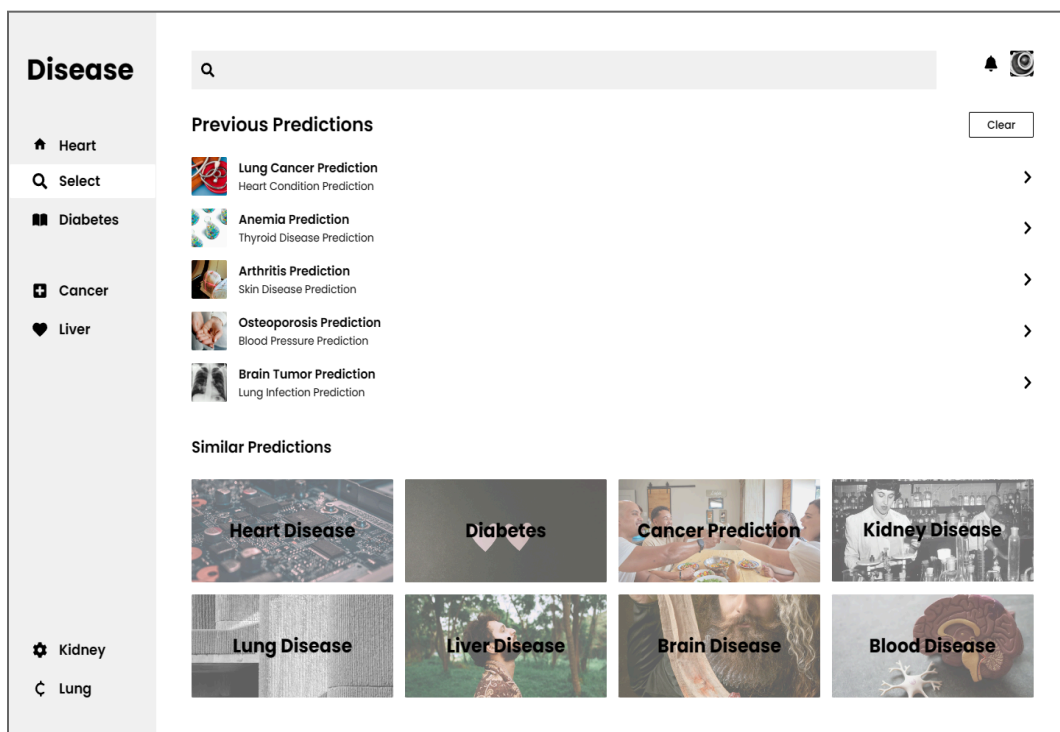 Disease
Heart
Select
Diabetes
Cancer
Liver
Kidney
Lung
Previous Predictions
Clear
Lung Cancer Prediction
Heart Condition Prediction
Anemia Prediction
Thyroid Disease Prediction
Arthritis Prediction
Skin Disease Prediction
Osteoporosis Prediction
Blood Pressure Prediction
Brain Tumor Prediction
Lung Infection Prediction
Similar Predictions
Heart Disease
Diabetes
Cancer Prediction
Kidney Disease
Lung Disease
Liver Disease
Brain Disease
Blood Disease